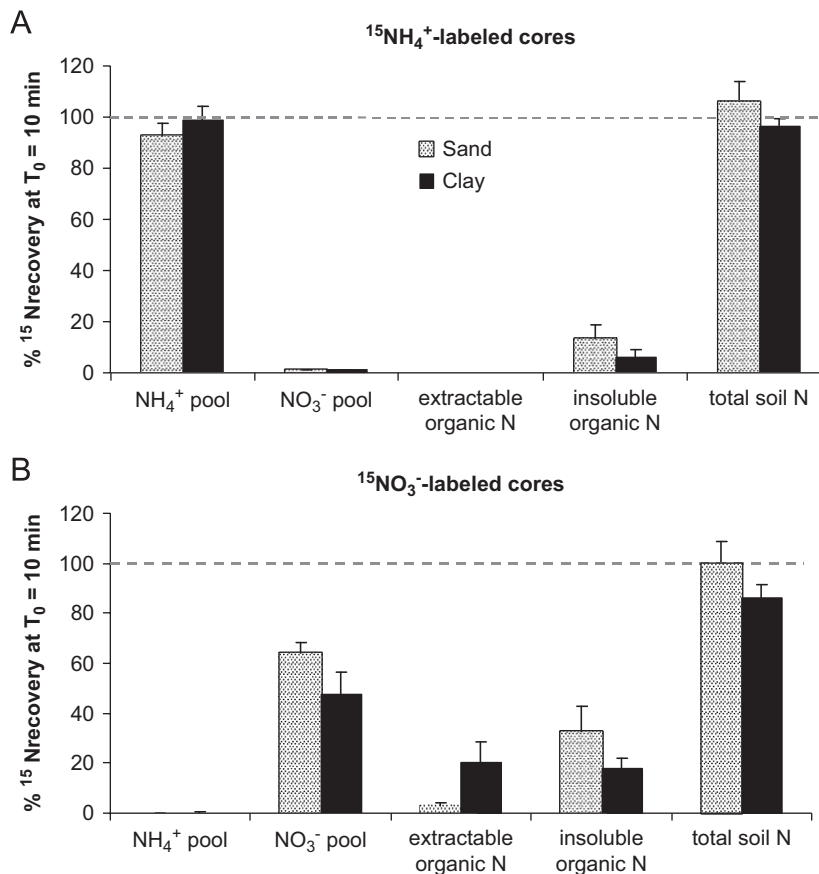 A
¹⁵NH₄⁺-labeled cores
% ¹⁵ Nrecovery at T₀ = 10 min
120
100
80
60
40
20
0
Sand
Clay
NH₄⁺ pool
NO₃⁻ pool
extractable
organic N
insoluble
organic N
total soil N
B
¹⁵NO₃⁻-labeled cores
% ¹⁵ Nrecovery at T₀ = 10 min
120
100
80
60
40
20
0
NH₄⁺ pool
NO₃⁻ pool
extractable
organic N
insoluble
organic N
total soil N